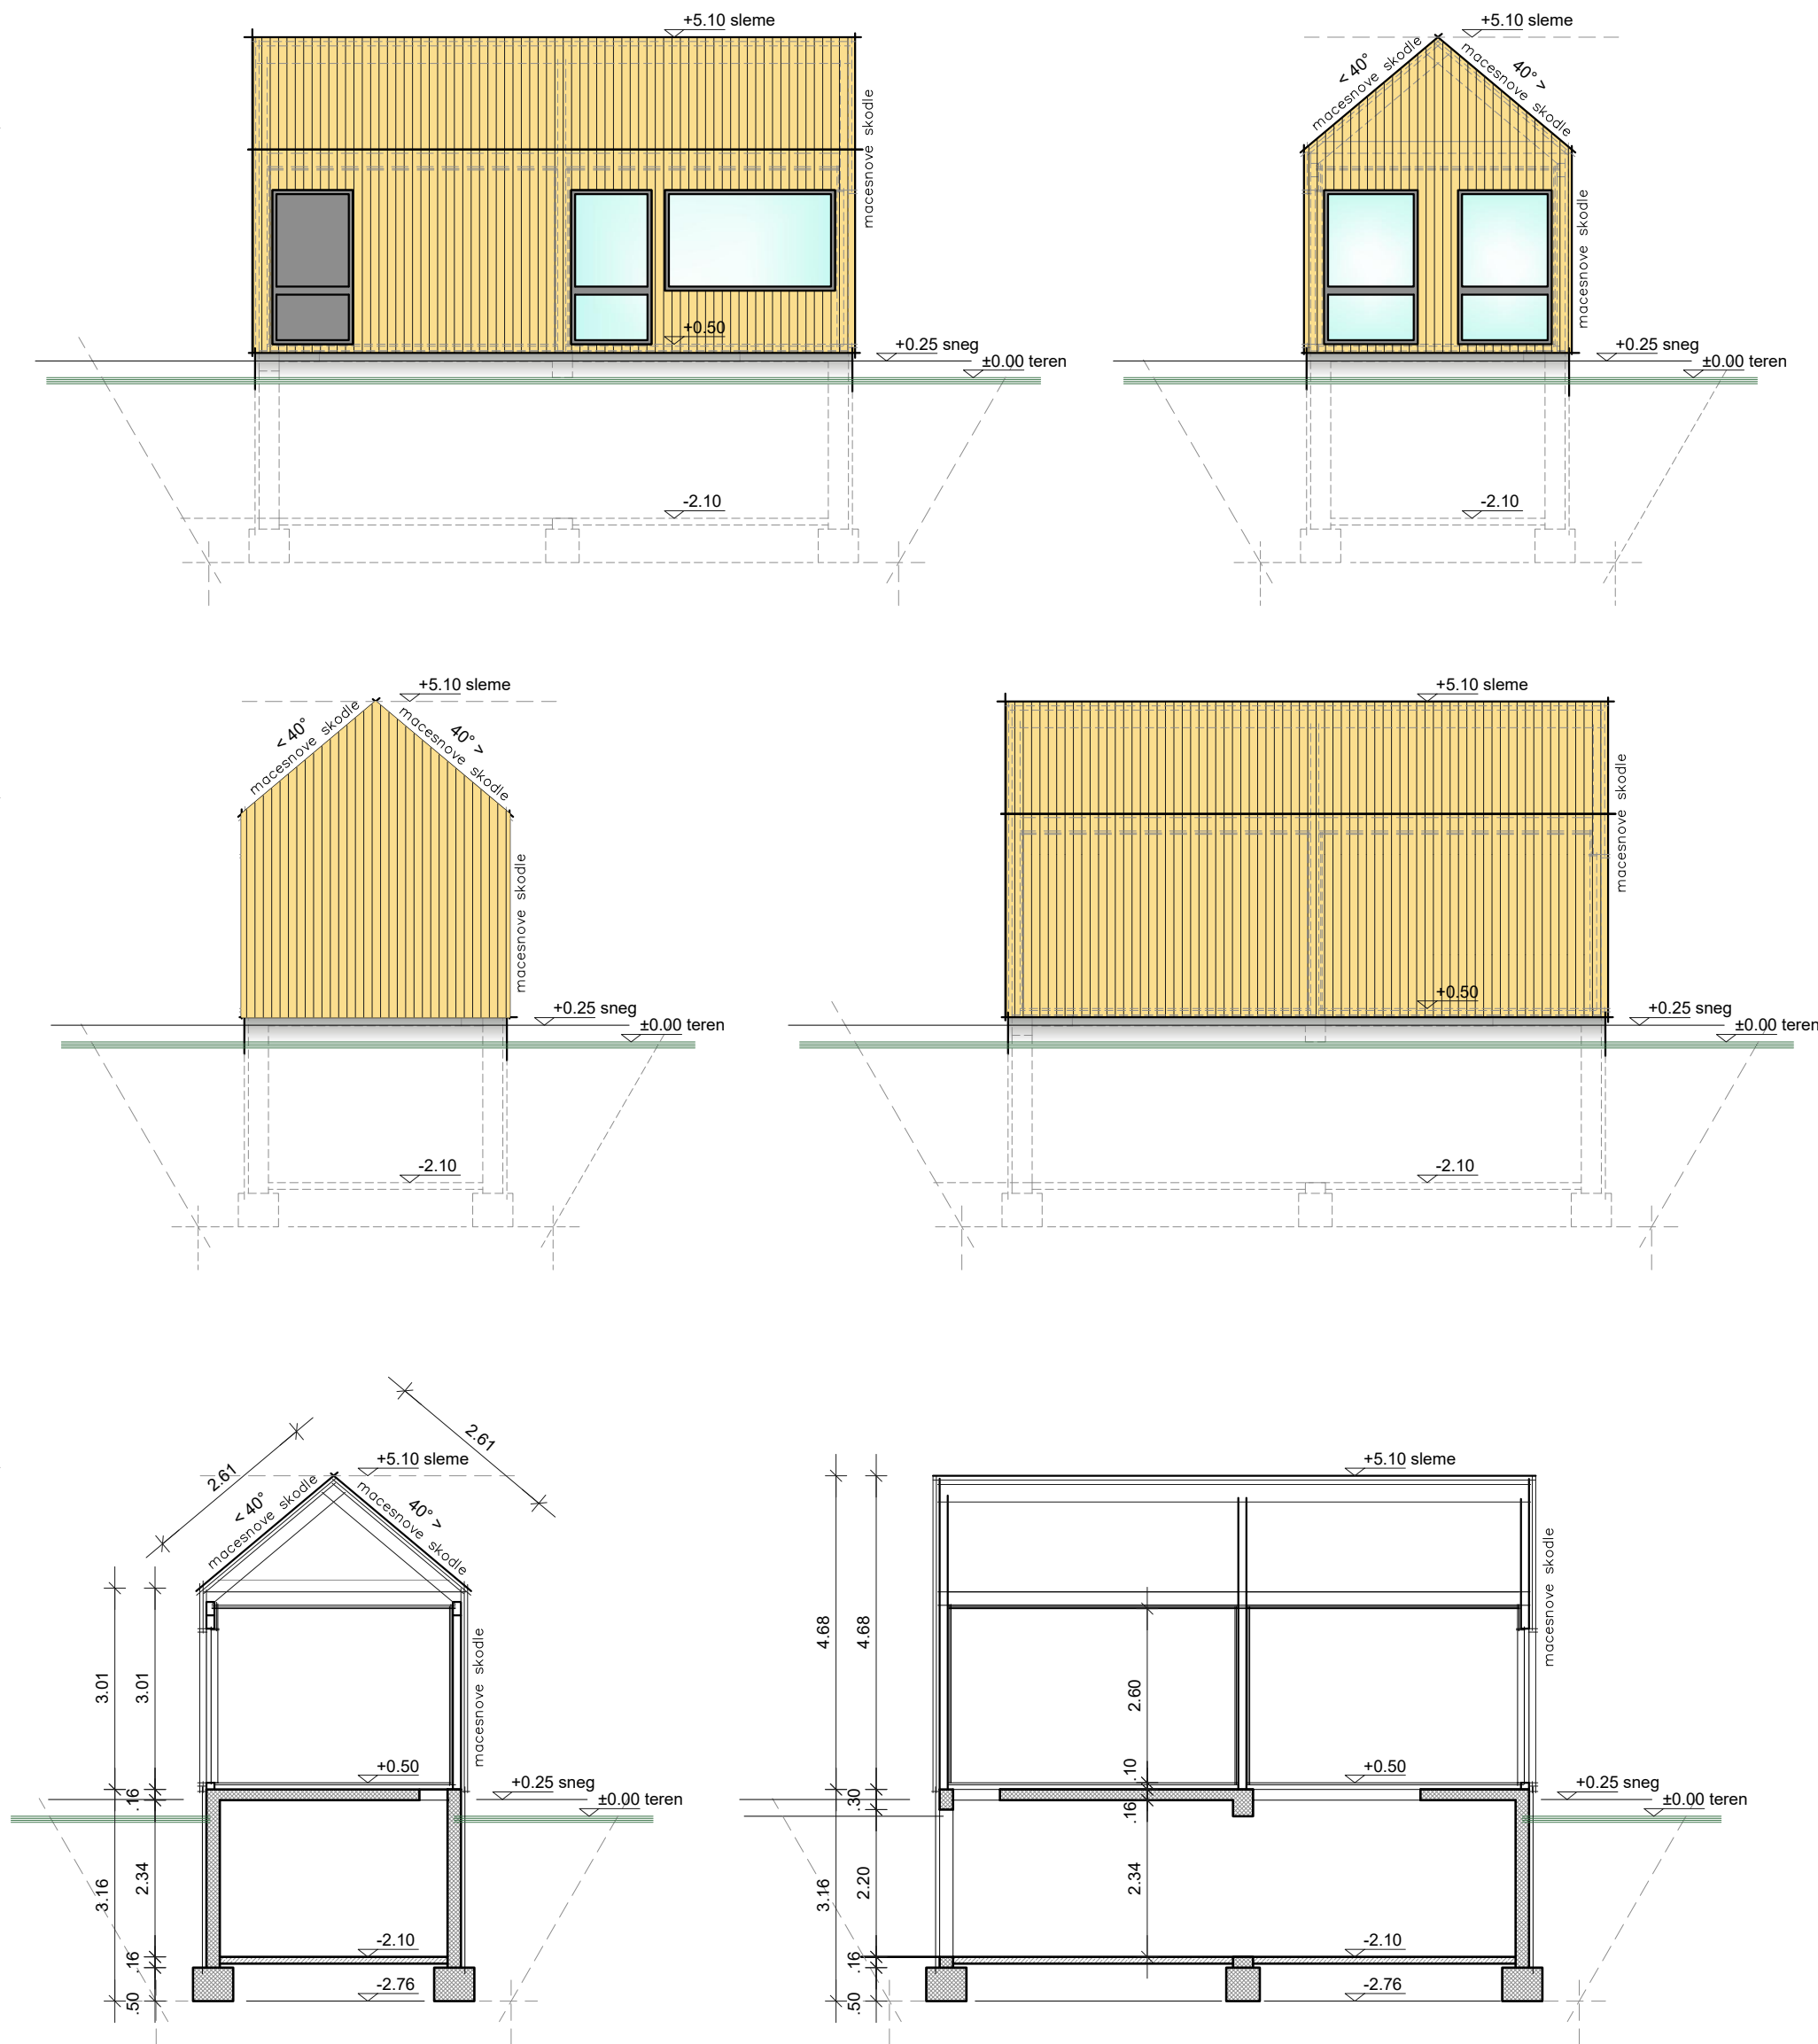 +5.10 sleme
macesnove skodle
+0.50
+0.25 sneg
±0.00 teren
-2.10
+5.10 sleme
< 40°
macesnove skodle
40° >
macesnove skodle
macesnove skodle
+0.25 sneg
±0.00 teren
-2.10
+5.10 sleme
< 40°
macesnove skodle
40° >
macesnove skodle
macesnove skodle
+0.25 sneg
±0.00 teren
-2.10
+5.10 sleme
macesnove skodle
+0.50
+0.25 sneg
±0.00 teren
-2.10
2.61
2.61
+5.10 sleme
< 40°
macesnove skodle
40° >
macesnove skodle
macesnove skodle
3.01
3.01
+0.50
+0.25 sneg
±0.00 teren
.16
2.34
3.16
-2.10
.16
-2.76
.50
+5.10 sleme
macesnove skodle
4.68
4.68
2.60
.10
+0.50
+0.25 sneg
±0.00 teren
.30
.16
2.34
2.20
3.16
-2.10
.16
-2.76
.50